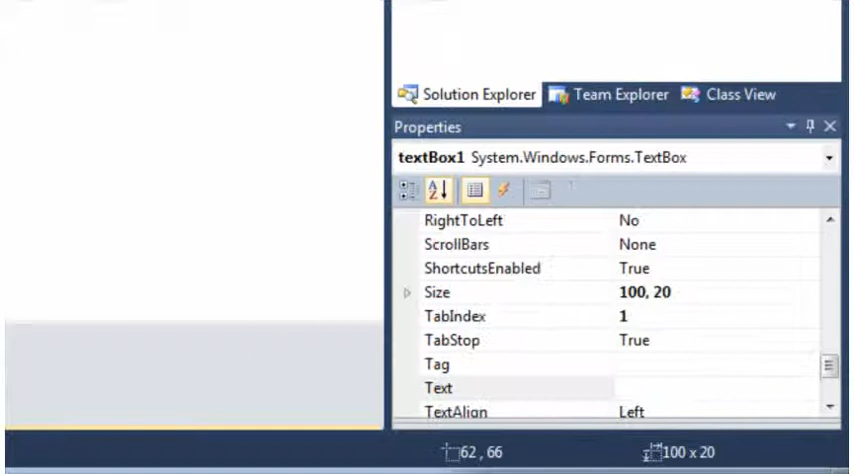 Solution Explorer Team Explorer Class View
Properties
textBox1 System.Windows.Forms.TextBox
RightToLeft No
ScrollBars None
ShortcutsEnabled True
Size 100, 20
TabIndex 1
TabStop True
Tag
Text
TextAlign Left
62 , 66 100 x 20